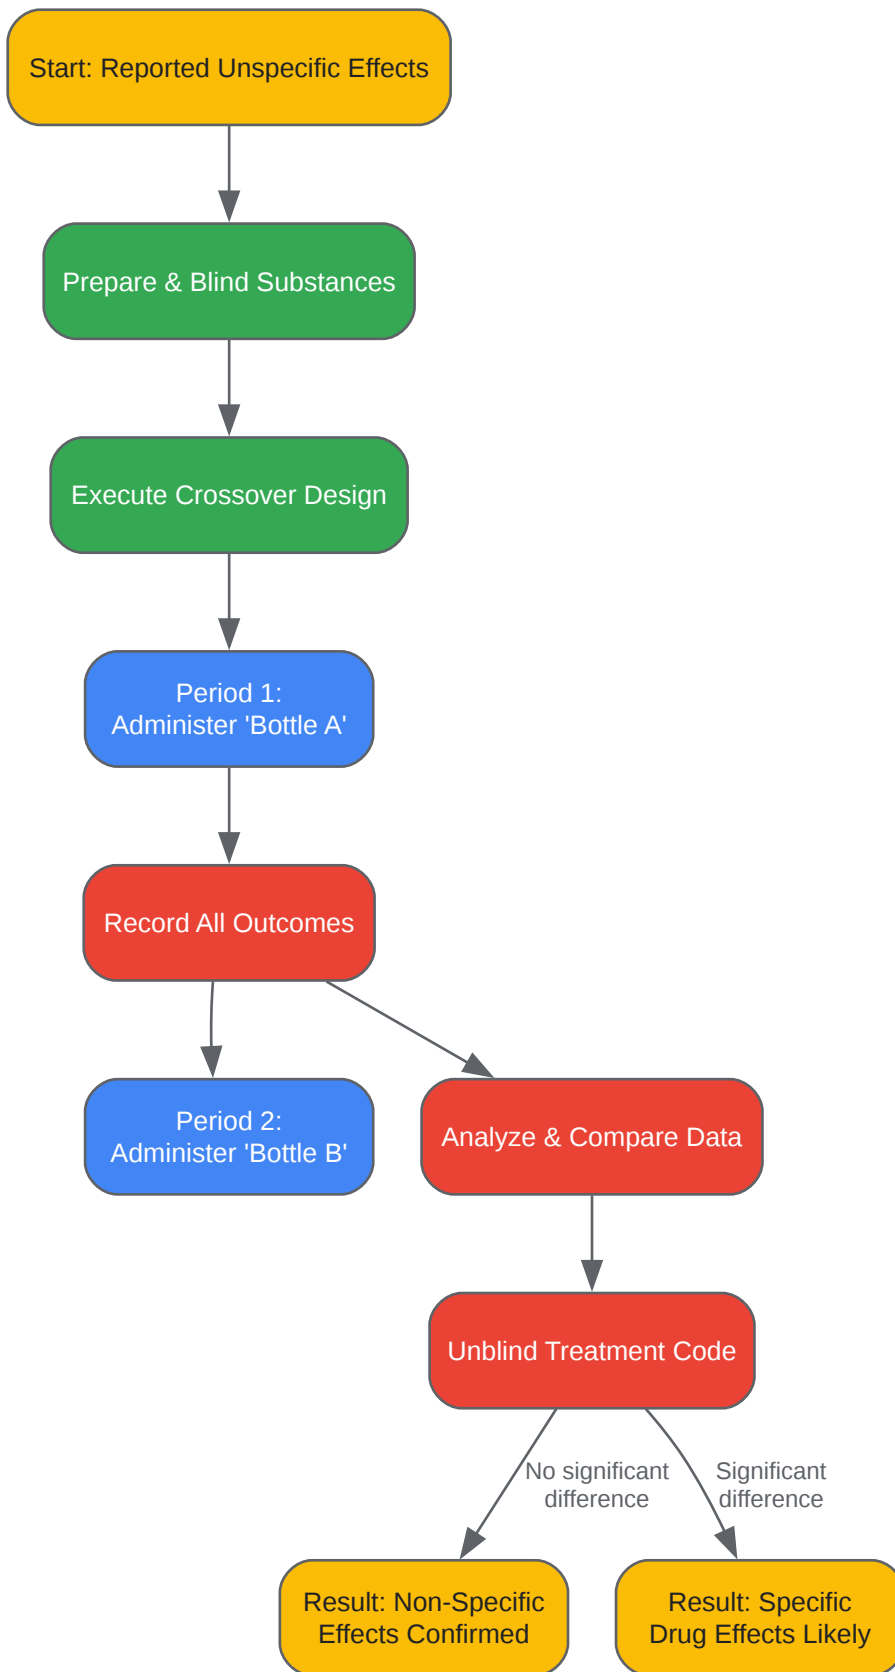 Start: Reported Unspecific Effects
Prepare & Blind Substances
Execute Crossover Design
Period 1:
Administer 'Bottle A'
Record All Outcomes
Period 2:
Administer 'Bottle B'
Analyze & Compare Data
Unblind Treatment Code
No significant
difference
Significant
difference
Result: Non-Specific
Effects Confirmed
Result: Specific
Drug Effects Likely